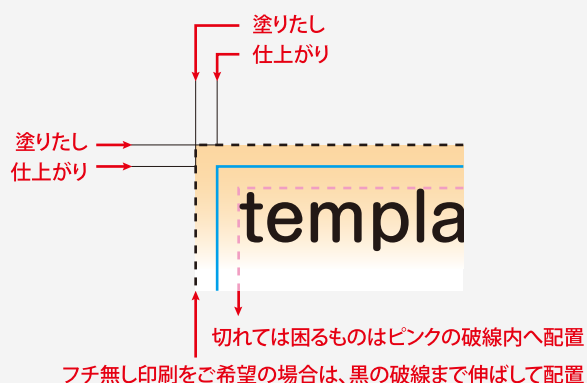 塗りたし
仕上がり
塗りたし
仕上がり
templa
切れては困るものはピンクの破線内へ配置
フチ無し印刷をご希望の場合は、黒の破線まで伸ばして配置